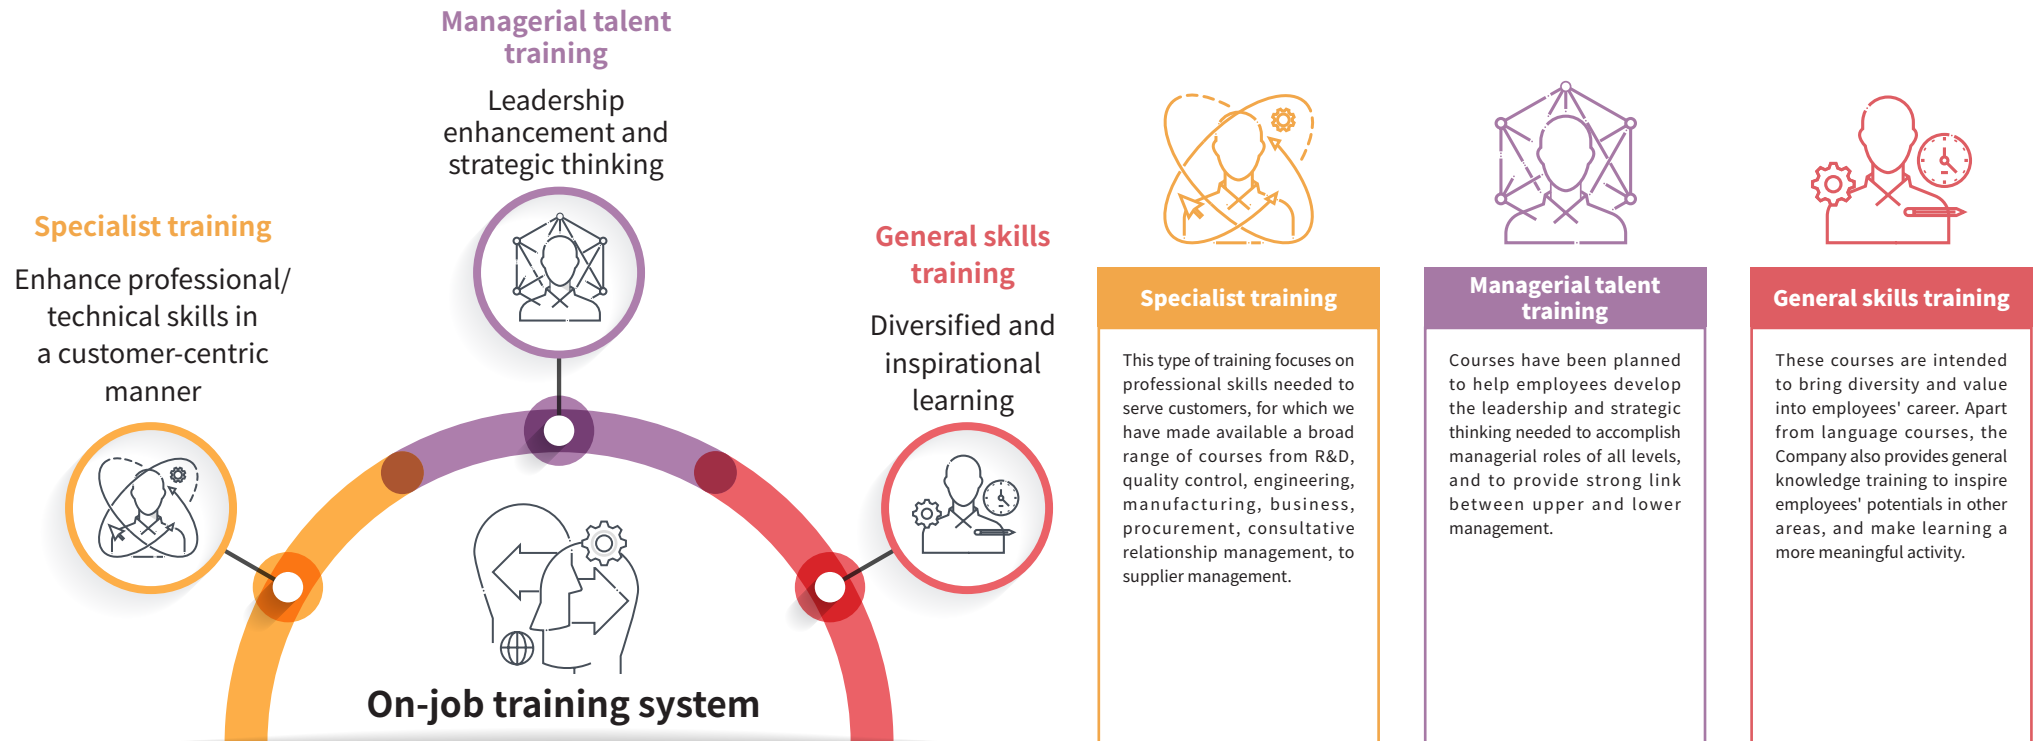 Managerial talent
training
Leadership
enhancement and
strategic thinking
Specialist training
Enhance professional/
technical skills in
a customer-centric
manner
General skills
training
Diversified and
inspirational
learning
On-job training system
Specialist training
This type of training focuses on
professional skills needed to
serve customers, for which we
have made available a broad
range of courses from R&D,
quality control, engineering,
manufacturing, business,
procurement, consultative
relationship management, to
supplier management.
Managerial talent
training
Courses have been planned
to help employees develop
the leadership and strategic
thinking needed to accomplish
managerial roles of all levels,
and to provide strong link
between upper and lower
management.
General skills training
These courses are intended
to bring diversity and value
into employees' career. Apart
from language courses, the
Company also provides general
knowledge training to inspire
employees' potentials in other
areas, and make learning a
more meaningful activity.